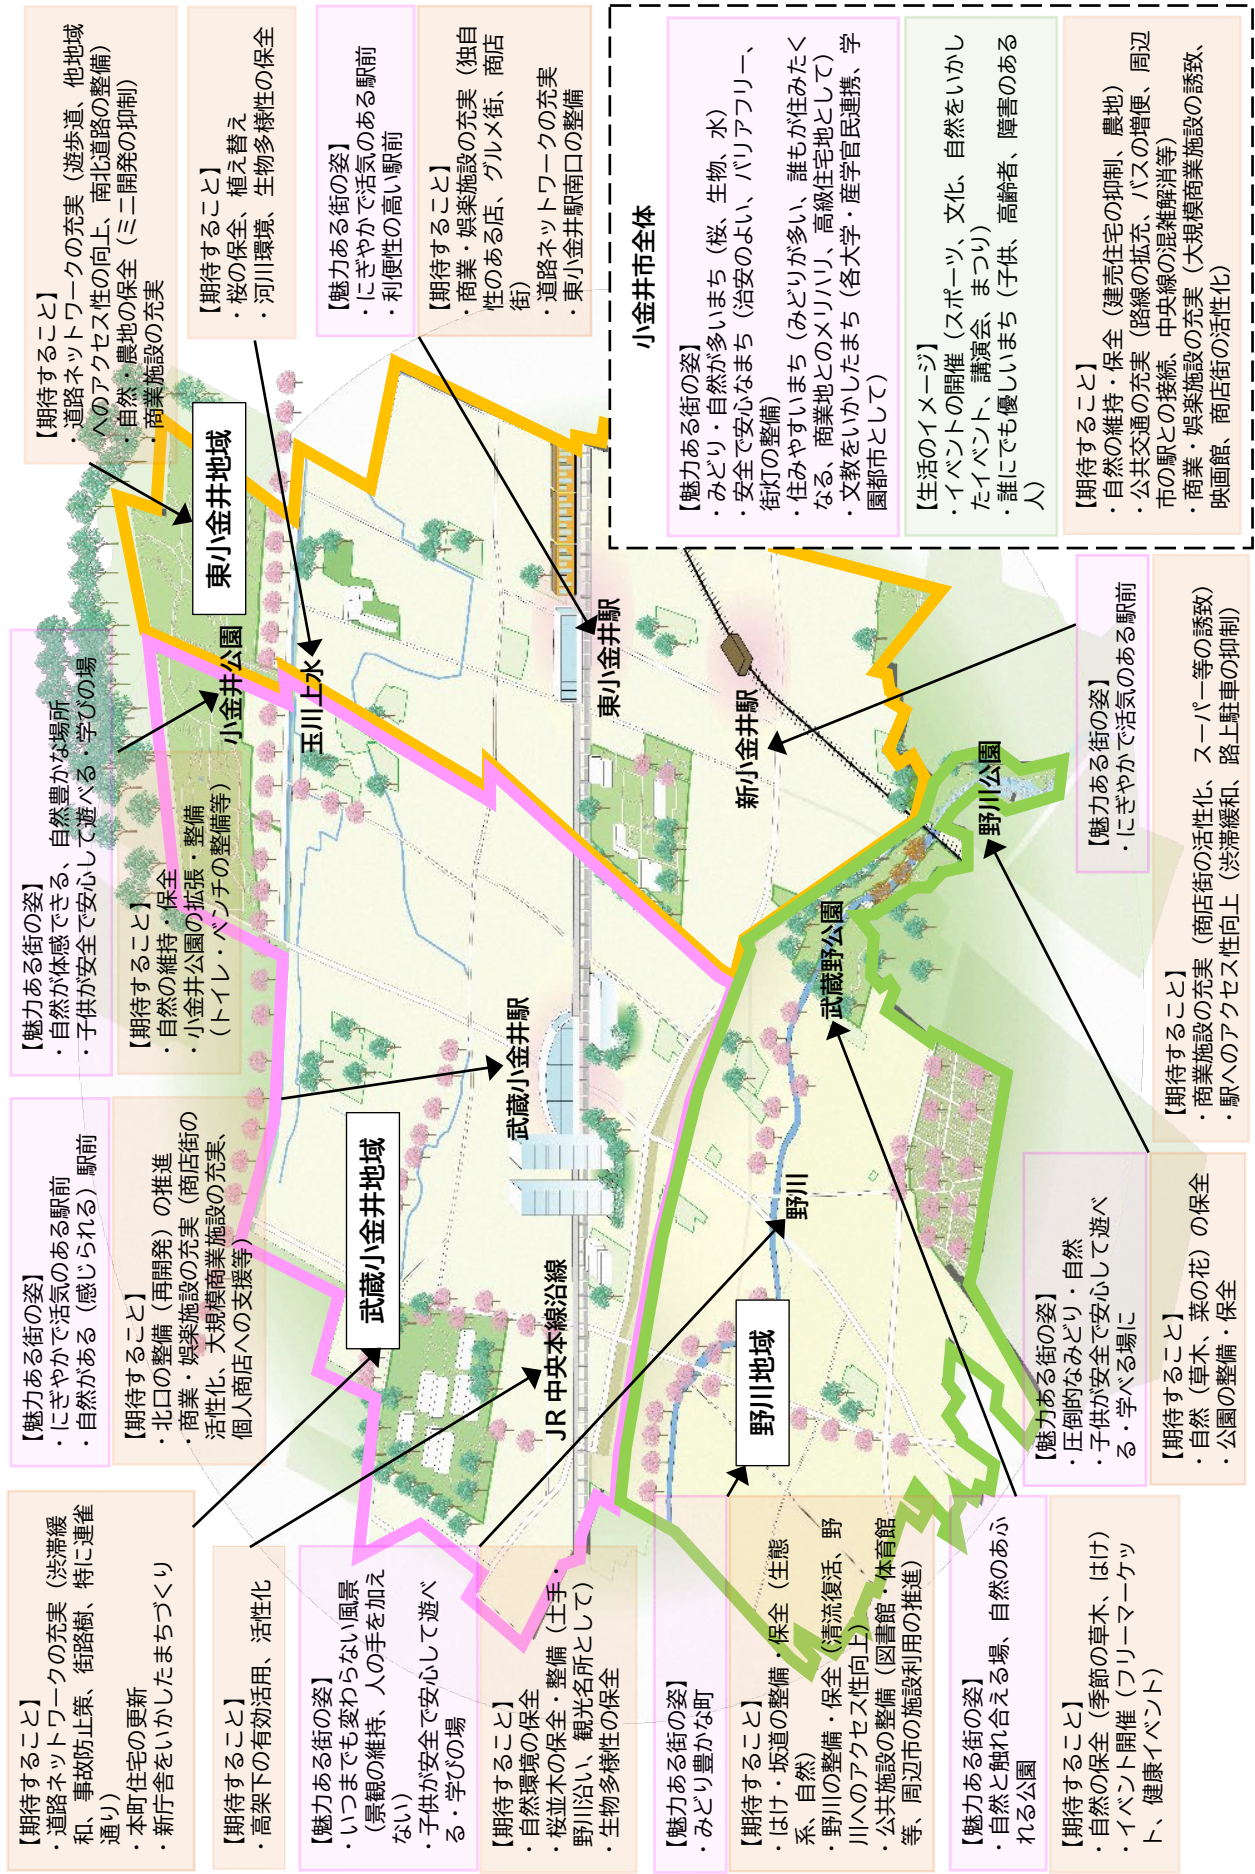 【期待すること】
・道路ネットワークの充実（渋滞緩
和、事故防止策、街路樹、特に連雀
通り）
・本町住宅の更新
・新庁舎をいかしたまちづくり
【期待すること】
・高架下の有効活用、活性化
【魅力ある街の姿】
・いつまでも変わらない風景
（景観の維持、人の手を加え
ない）
・子供が安全で安心して遊べ
る・学びの場
【期待すること】
・自然環境の保全
・桜並木の保全・整備（土手・
野川沿い、観光名所として）
・生物多様性の保全
【魅力ある街の姿】
・みどり豊かな町
【期待すること】
・はけ・坂道の整備・保全（生態
系、自然）
・野川の整備・保全（清流復活、野
川へのアクセス性向上）
・公共施設の整備（図書館・体育館
等、周辺市の施設利用の推進）
【魅力ある街の姿】
・自然と触れ合える場、自然のあふ
れる公園
【期待すること】
・自然の保全（季節の草木、はけ）
・イベント開催（フリーマーケッ
ト、健康イベント）
【魅力ある街の姿】
・にぎやかで活気のある駅前
・自然がある（感じられる）駅前
【期待すること】
・北口の整備（再開発）の推進
・商業・娯楽施設の充実（商店街の
活性化、大規模商業施設の充実、
個人商店への支援等）
武蔵小金井地域
武蔵小金井駅
JR中央本線沿線
野川地域
野川
武蔵野公園
【魅力ある街の姿】
・圧倒的なみどり・自然
・子供が安全で安心して遊べ
る・学べる場に
【期待すること】
・自然（草木、菜の花）の保全
・公園の整備・保全
【魅力ある街の姿】
・自然が体感できる、自然豊かな場所
・子供が安全で安心して遊べる・学びの場
【期待すること】
・自然の維持・保全
・小金井公園の拡張・整備
（トイレ・ベンチの整備等）
小金井公園
玉川上水
東小金井駅
新小金井駅
野川公園
【魅力ある街の姿】
・にぎやかで活気のある駅前
【期待すること】
・商業施設の充実（商店街の活性化、スーパー等の誘致）
・駅へのアクセス性向上（渋滞緩和、路上駐車の抑制）
【期待すること】
・道路ネットワークの充実（遊歩道、他地域
へのアクセス性の向上、南北道路の整備）
・自然・農地の保全（ミニ開発の抑制）
・商業施設の充実
東小金井地域
【期待すること】
・桜の保全、植え替え
・河川環境、生物多様性の保全
【魅力ある街の姿】
・にぎやかで活気のある駅前
・利便性の高い駅前
【期待すること】
・商業・娯楽施設の充実（独自
性のある店、グルメ街、商店
街）
・道路ネットワークの充実
・東小金井駅南口の整備
小金井市全体
【魅力ある街の姿】
・みどり・自然が多いまち（桜、生物、水）
・安全で安心なまち（治安のよい、バリアフリー、
街灯の整備）
・住みやすいまち（みどりが多い、誰もが住みたく
なる、商業地とのメリハリ、高級住宅地として）
・文教をいかしたまち（各大学・産学官民連携、学
園都市として）
【生活のイメージ】
・イベントの開催（スポーツ、文化、自然をいかし
たイベント、講演会、まつり）
・誰にでも優しいまち（子供、高齢者、障害のある
人）
【期待すること】
・自然の維持・保全（建売住宅の抑制、農地）
・公共交通の充実（路線の拡充、バスの増便、周辺
市の駅との接続、中央線の混雑解消等）
・商業・娯楽施設の充実（大規模商業施設の誘致、
映画館、商店街の活性化）